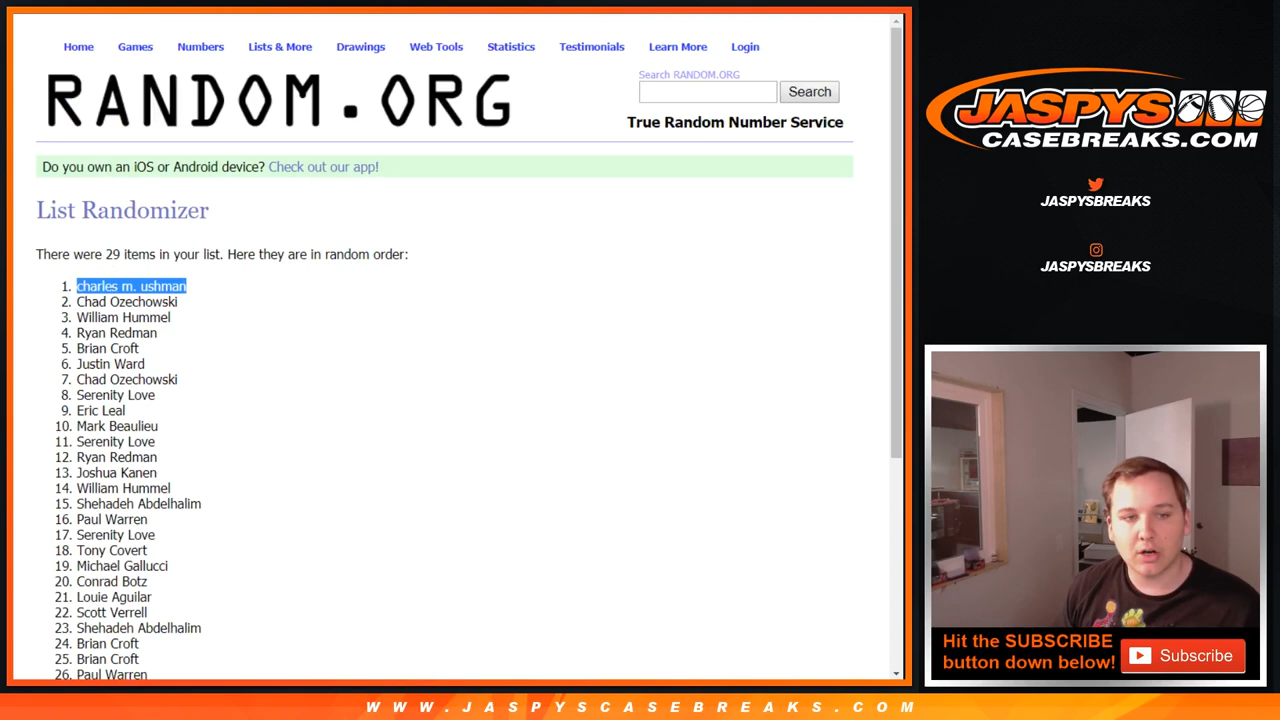 Home Games Numbers Lists & More Drawings Web Tools Statistics Testimonials Learn More Login
RANDOM.ORG
Search RANDOM.ORG
Search
True Random Number Service
Do you own an iOS or Android device? Check out our app!
List Randomizer
There were 29 items in your list. Here they are in random order:
1. charles m. ushman
2. Chad Ozechowski
3. William Hummel
4. Ryan Redman
5. Brian Croft
6. Justin Ward
7. Chad Ozechowski
8. Serenity Love
9. Eric Leal
10. Mark Beaulieu
11. Serenity Love
12. Ryan Redman
13. Joshua Kanen
14. William Hummel
15. Shehadeh Abdelhalim
16. Paul Warren
17. Serenity Love
18. Tony Covert
19. Michael Gallucci
20. Conrad Botz
21. Louie Aguilar
22. Scott Verrell
23. Shehadeh Abdelhalim
24. Brian Croft
25. Brian Croft
26. Paul Warren
JASPYS
CASEBREAKS.COM
JASPYSBREAKS
JASPYSBREAKS
Hit the SUBSCRIBE
button down below!
Subscribe
WWW.JASPYSCASEBREAKS.COM